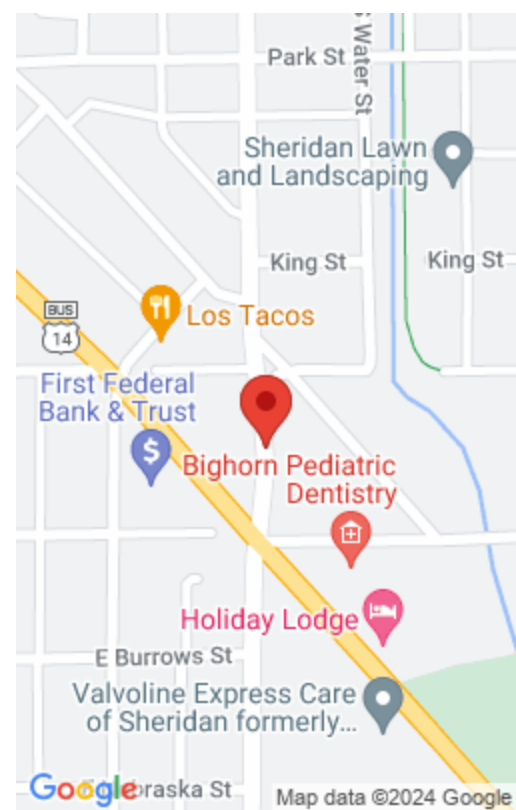 Park St
S Water St
Sheridan Lawn
and Landscaping
King St
King St
BUS
14
Los Tacos
First Federal
Bank & Trust
$
Bighorn Pediatric
Dentistry
Holiday Lodge
E Burrows St
Valvoline Express Care
of Sheridan formerly...
Google
braska St
Map data ©2024 Google